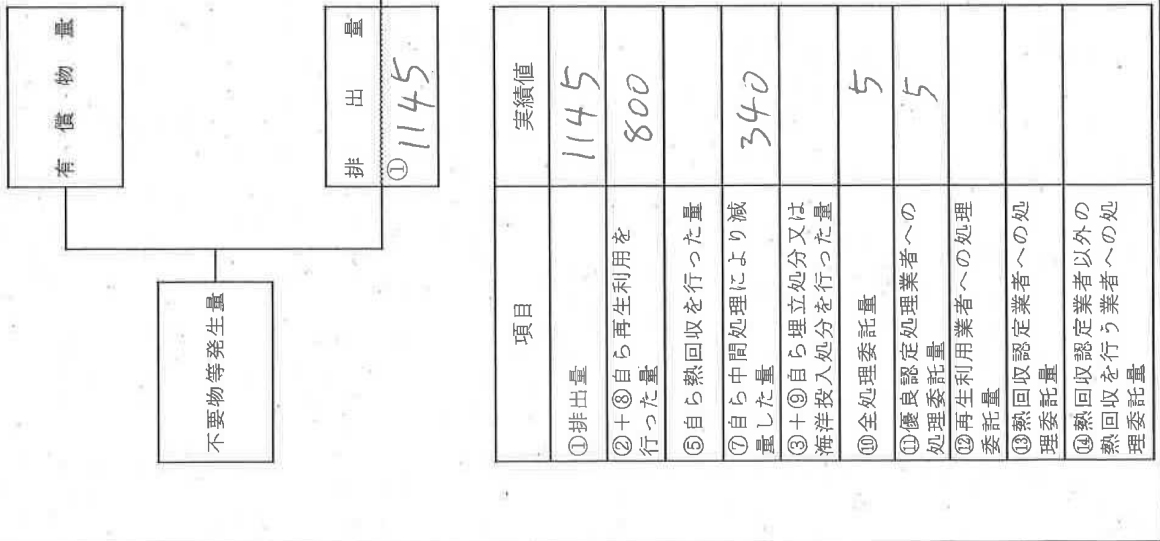 有償物量
不要物等発生量
排出量
①
1145
項目
実績値
①排出量
1145
②+⑧自ら再生利用を
行った量
800
⑤自ら熱回収を行った量
⑦自ら中間処理により減
量した量
340
③+⑨自ら埋立処分又は
海洋投入処分を行った量
⑩全処理委託量
5
⑪優良認定処理業者への
処理委託量
5
⑫再生利用業者への処理
委託量
⑬熱回収認定業者への処
理委託量
⑭熱回収認定業者以外の
熱回収を行う業者への処
理委託量